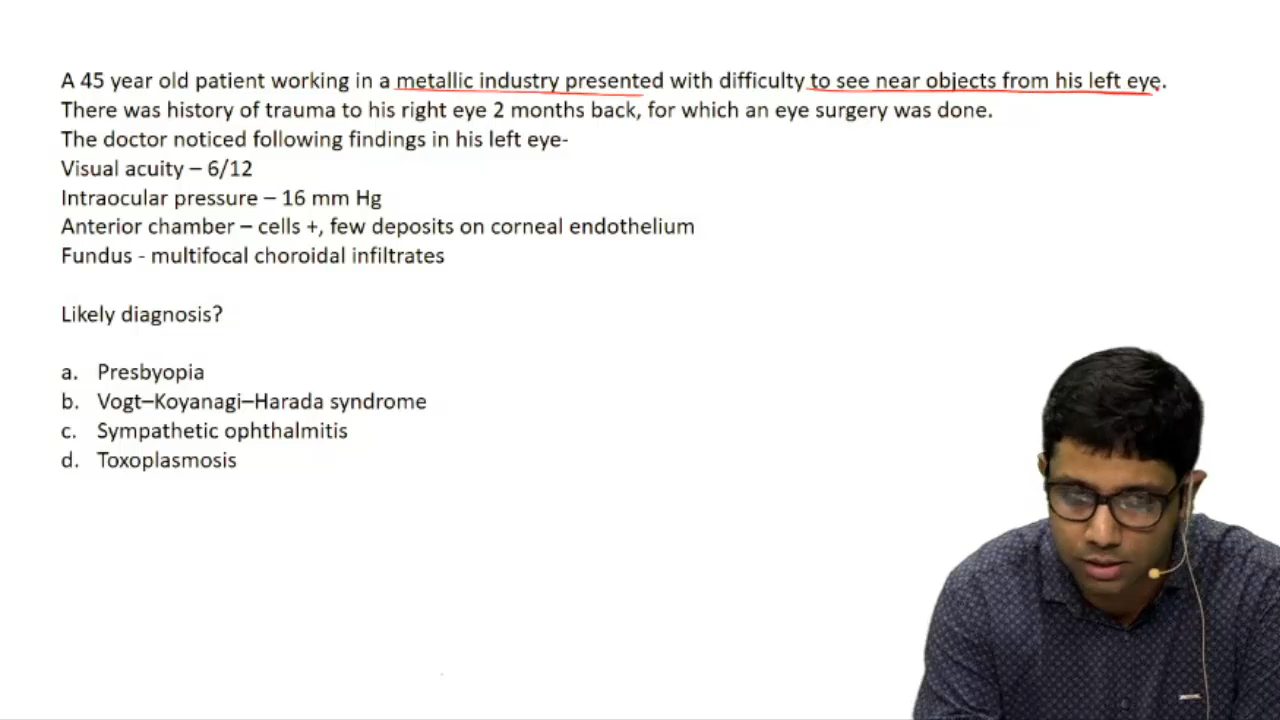 A 45 year old patient working in a metallic industry presented with difficulty to see near objects from his left eye.
There was history of trauma to his right eye 2 months back, for which an eye surgery was done.
The doctor noticed following findings in his left eye-
Visual acuity – 6/12
Intraocular pressure – 16 mm Hg
Anterior chamber – cells +, few deposits on corneal endothelium
Fundus - multifocal choroidal infiltrates
Likely diagnosis?
a. Presbyopia
b. Vogt–Koyanagi–Harada syndrome
c. Sympathetic ophthalmitis
d. Toxoplasmosis